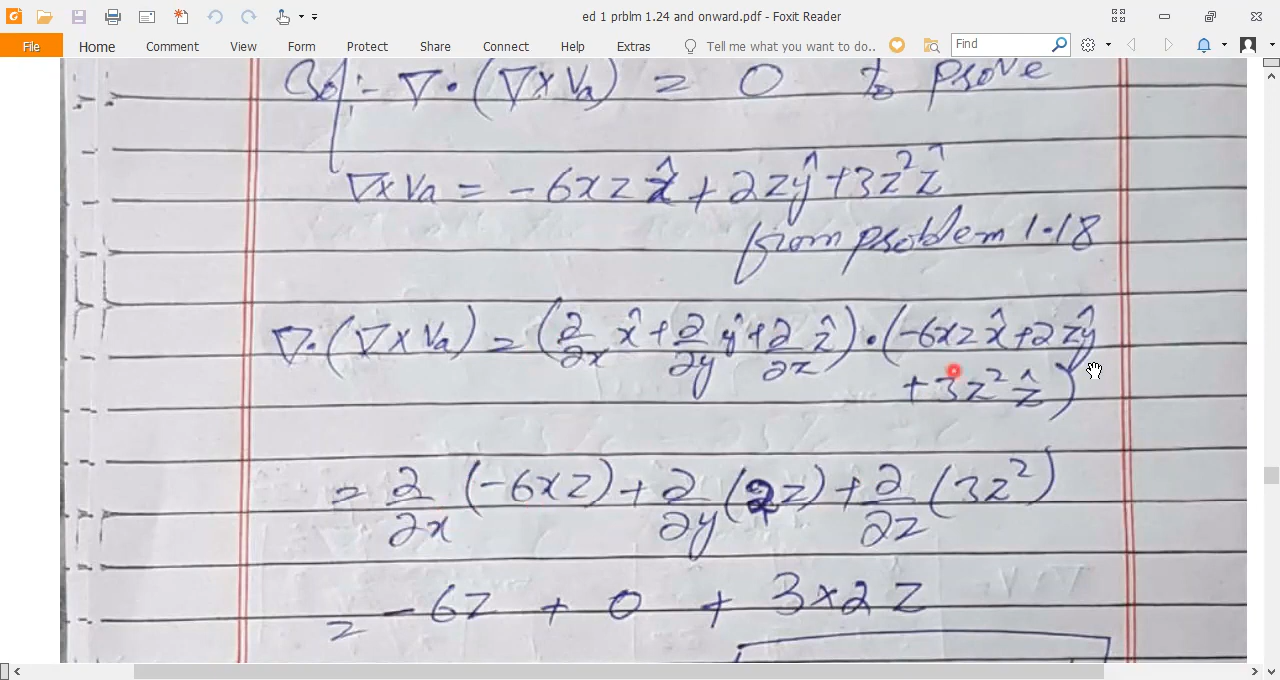 ed 1 prblm 1.24 and onward.pdf - Foxit Reader
File Home Comment View Form Protect Share Connect Help Extras Tell me what you want to do.. Find
Sol:- ∇·(∇×Va) = 0 to prove
∇×Va = -6xz x̂ + 2zŷ + 3z² ẑ
from problem 1.18
∇·(∇×Va) = (∂/∂x x̂ + ∂/∂y ŷ + ∂/∂z ẑ)·(-6xz x̂ + 2zŷ
+3z² ẑ)
= ∂/∂x (-6xz) + ∂/∂y (2z) + ∂/∂z (3z²)
= -6z + 0 + 3×2z